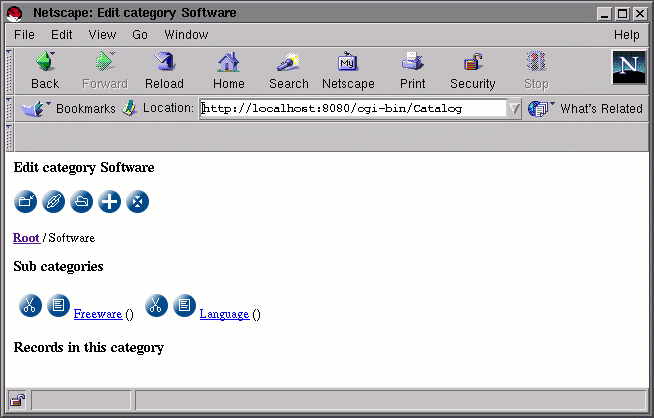 Netscape: Edit category Software
File Edit View Go Window Help
Back Forward Reload Home Search My Netscape Print Security Stop N
Bookmarks Location: http://localhost:8080/cgi-bin/Catalog What's Related
Edit category Software
Root / Software
Sub categories
Freeware () Language ()
Records in this category